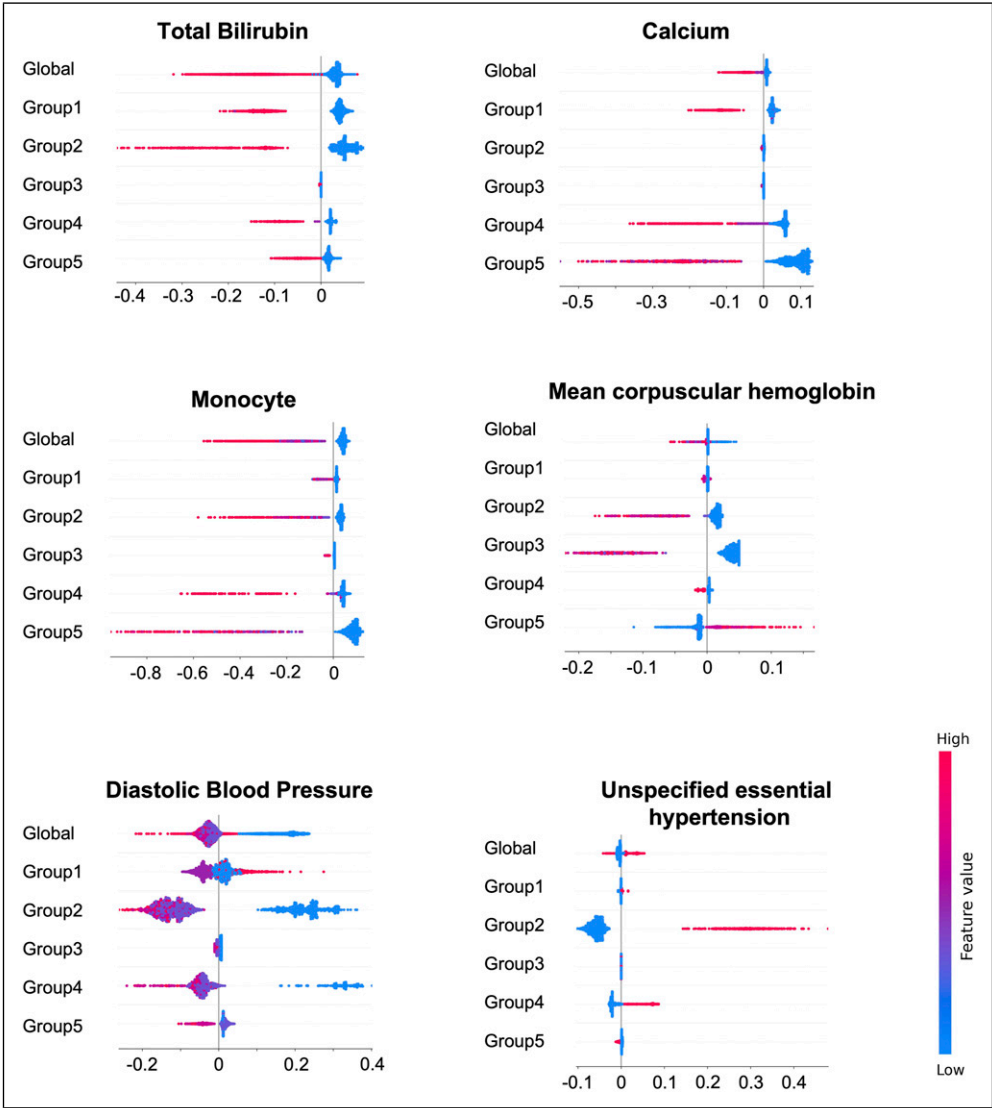 Total Bilirubin
Global
Group1
Group2
Group3
Group4
Group5
-0.4 -0.3 -0.2 -0.1 0
Calcium
Global
Group1
Group2
Group3
Group4
Group5
-0.5 -0.3 -0.1 0 0.1
Monocyte
Global
Group1
Group2
Group3
Group4
Group5
-0.8 -0.6 -0.4 -0.2 0
Mean corpuscular hemoglobin
Global
Group1
Group2
Group3
Group4
Group5
-0.2 -0.1 0 0.1
Diastolic Blood Pressure
Global
Group1
Group2
Group3
Group4
Group5
-0.2 0 0.2 0.4
Unspecified essential
hypertension
Global
Group1
Group2
Group3
Group4
Group5
-0.1 0 0.2 0.4
High
Feature value
Low